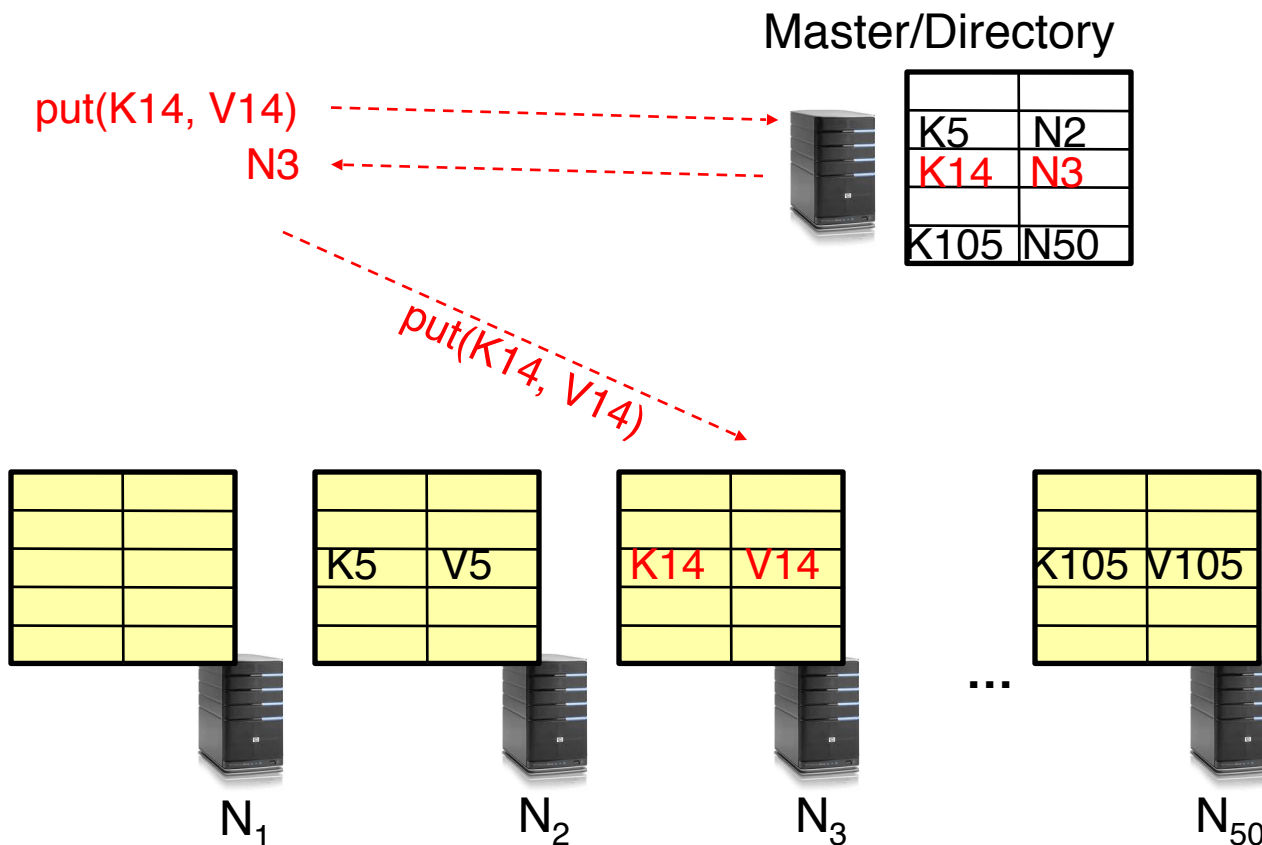 Master/Directory
put(K14, V14)
N3
K5 N2
K14 N3
K105 N50
put(K14, V14)
K5 V5
K14 V14
K105 V105
...
N1
N2
N3
N50